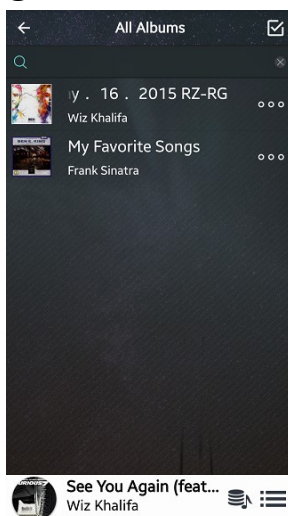 All Albums
y . 16 . 2015 RZ-RG
Wiz Khalifa
My Favorite Songs
Frank Sinatra
See You Again (feat...
Wiz Khalifa